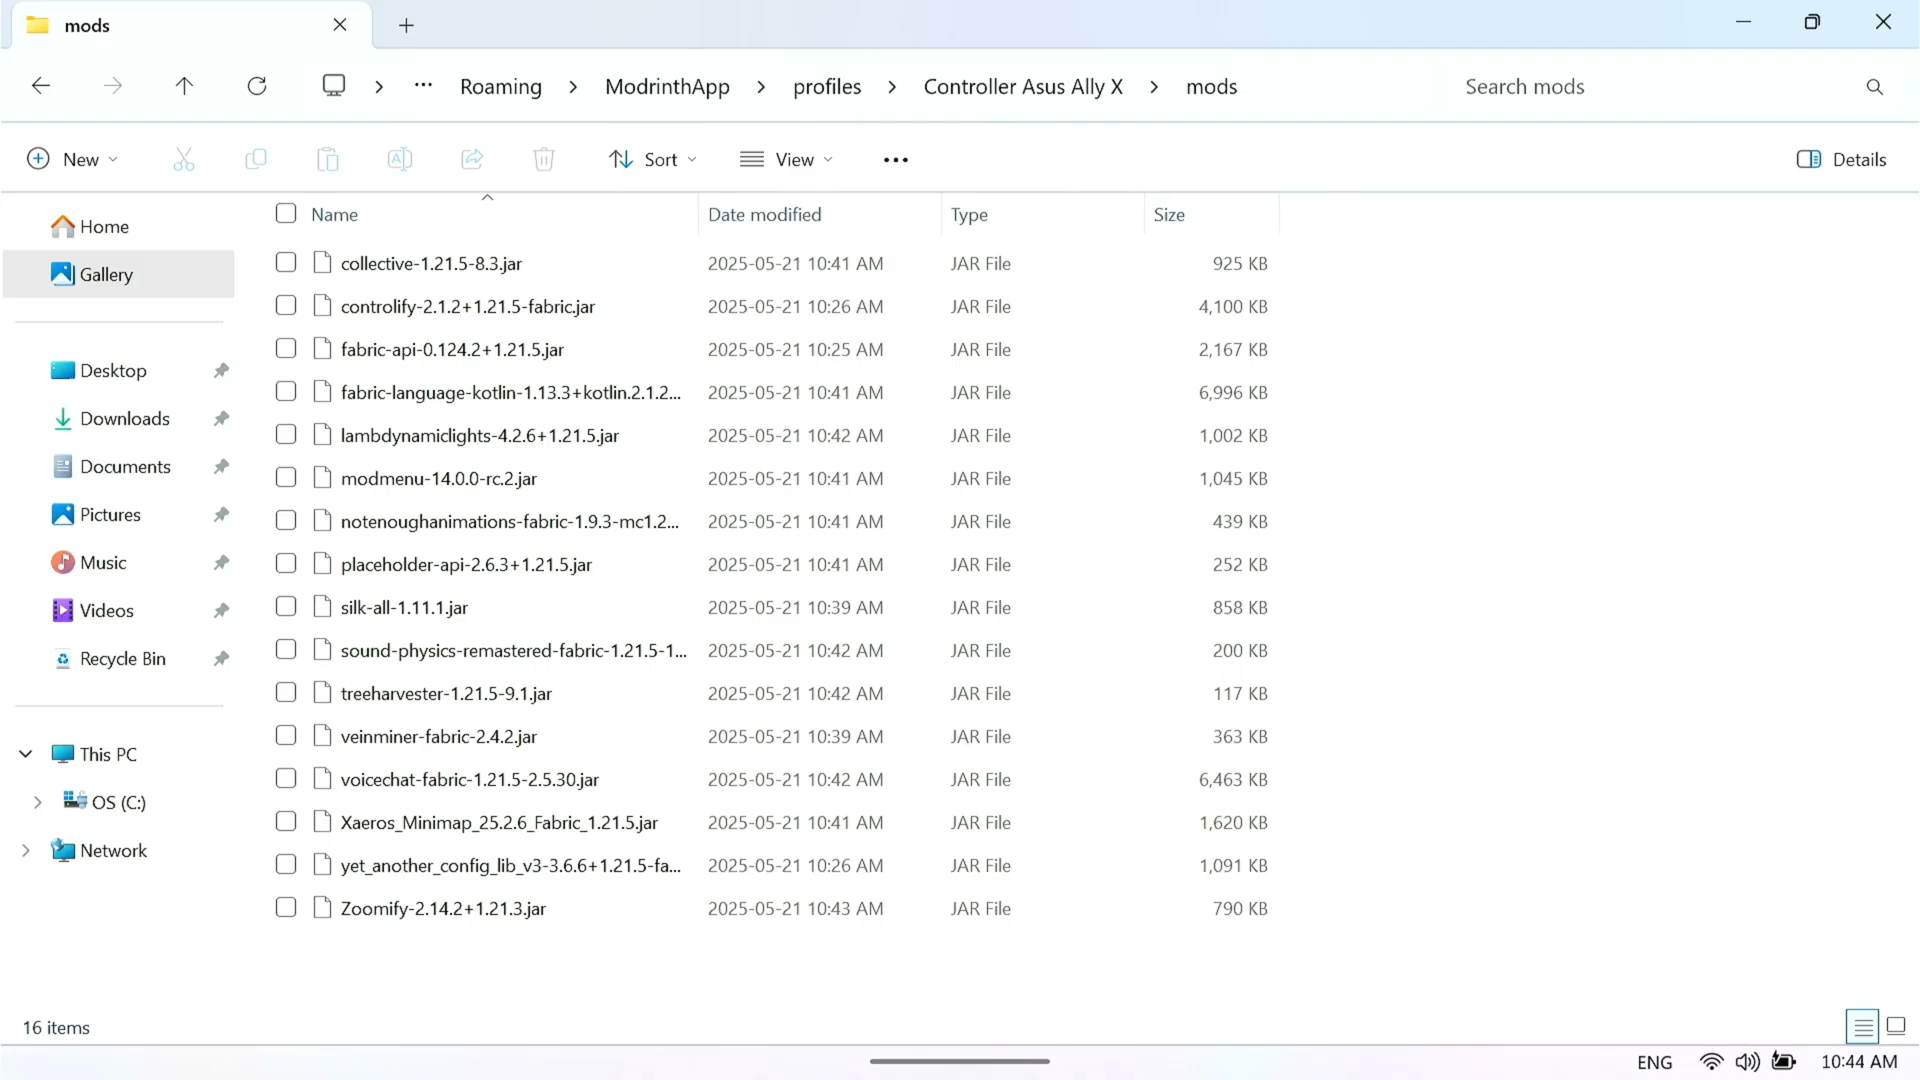 mods
Roaming > ModrinthApp > profiles > Controller Asus Ally X > mods
Search mods
New
Sort
View
Details
Home
Gallery
Desktop
Downloads
Documents
Pictures
Music
Videos
Recycle Bin
This PC
OS (C:)
Network
Name Date modified Type Size
collective-1.21.5-8.3.jar 2025-05-21 10:41 AM JAR File 925 KB
controlify-2.1.2+1.21.5-fabric.jar 2025-05-21 10:26 AM JAR File 4,100 KB
fabric-api-0.124.2+1.21.5.jar 2025-05-21 10:25 AM JAR File 2,167 KB
fabric-language-kotlin-1.13.3+kotlin.2.1.2... 2025-05-21 10:41 AM JAR File 6,996 KB
lambdynamiclights-4.2.6+1.21.5.jar 2025-05-21 10:42 AM JAR File 1,002 KB
modmenu-14.0.0-rc.2.jar 2025-05-21 10:41 AM JAR File 1,045 KB
notenoughanimations-fabric-1.9.3-mc1.2... 2025-05-21 10:41 AM JAR File 439 KB
placeholder-api-2.6.3+1.21.5.jar 2025-05-21 10:41 AM JAR File 252 KB
silk-all-1.11.1.jar 2025-05-21 10:39 AM JAR File 858 KB
sound-physics-remastered-fabric-1.21.5-1... 2025-05-21 10:42 AM JAR File 200 KB
treeharvester-1.21.5-9.1.jar 2025-05-21 10:42 AM JAR File 117 KB
veinminer-fabric-2.4.2.jar 2025-05-21 10:39 AM JAR File 363 KB
voicechat-fabric-1.21.5-2.5.30.jar 2025-05-21 10:42 AM JAR File 6,463 KB
Xaeros_Minimap_25.2.6_Fabric_1.21.5.jar 2025-05-21 10:41 AM JAR File 1,620 KB
yet_another_config_lib_v3-3.6.6+1.21.5-fa... 2025-05-21 10:26 AM JAR File 1,091 KB
Zoomify-2.14.2+1.21.3.jar 2025-05-21 10:43 AM JAR File 790 KB
16 items
ENG 10:44 AM